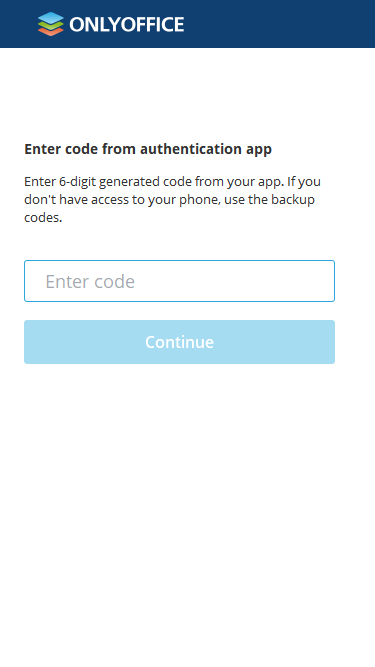 ONLYOFFICE
Enter code from authentication app
Enter 6-digit generated code from your app. If you
don't have access to your phone, use the backup
codes.
Enter code
Continue